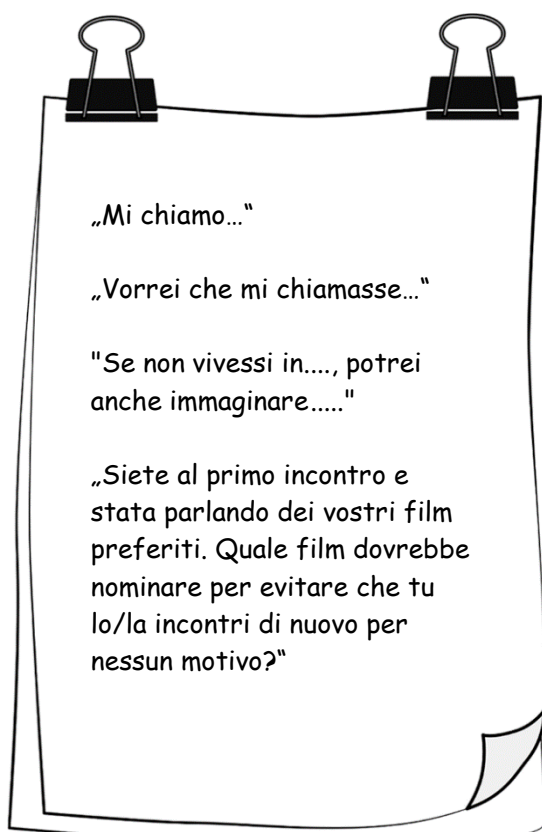 „Mi chiamo…“
„Vorrei che mi chiamasse…“
"Se non vivessi in...., potrei
anche immaginare....."
„Siete al primo incontro e
stata parlando dei vostri film
preferiti. Quale film dovrebbe
nominare per evitare che tu
lo/la incontri di nuovo per
nessun motivo?“